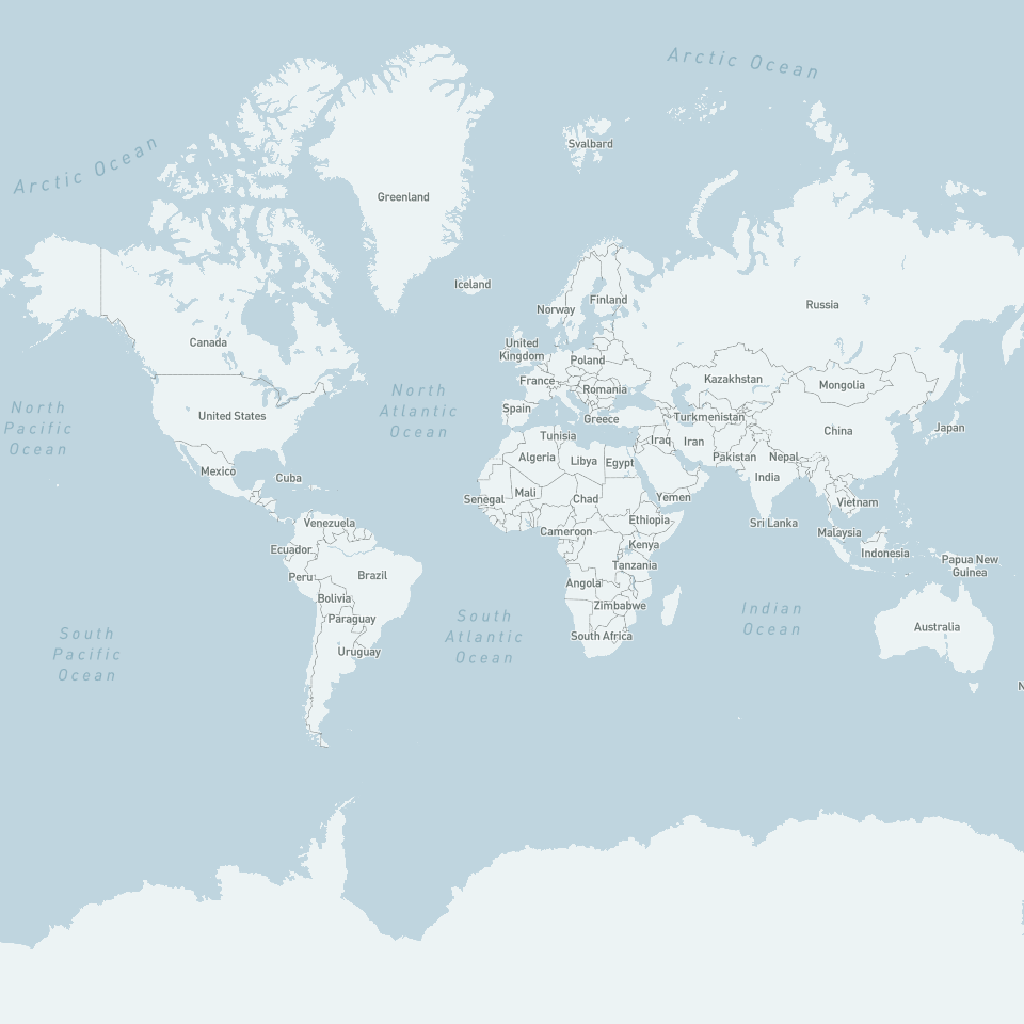 Arctic Ocean
Arctic Ocean
Svalbard
Greenland
Iceland
Norway
Finland
Russia
Canada
United
Kingdom
Poland
France
Romania
Kazakhstan
Mongolia
North
Pacific
Ocean
North
Atlantic
Ocean
United States
Spain
Greece
Turkmenistan
China
Japan
Tunisia
Iraq
Iran
Mexico
Cuba
Algeria
Libya
Egypt
Pakistan
Nepal
India
Senegal
Mali
Chad
Yemen
Vietnam
Venezuela
Cameroon
Ethiopia
Sri Lanka
Malaysia
Ecuador
Kenya
Indonesia
Papua New
Guinea
Peru
Brazil
Angola
Tanzania
Bolivia
Zimbabwe
Paraguay
South
Atlantic
Ocean
Indian
Ocean
Australia
South
Pacific
Ocean
Uruguay
South Africa
N